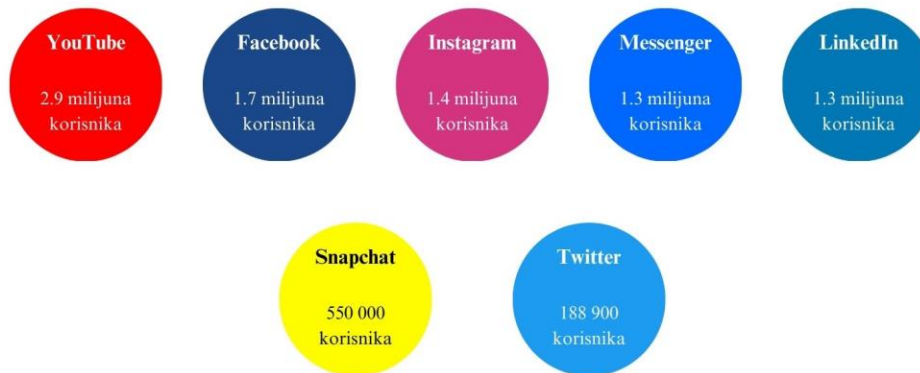 YouTube
2.9 milijuna
korisnika
Facebook
1.7 milijuna
korisnika
Instagram
1.4 milijuna
korisnika
Messenger
1.3 milijuna
korisnika
LinkedIn
1.3 milijuna
korisnika
Snapchat
550 000
korisnika
Twitter
188 900
korisnika